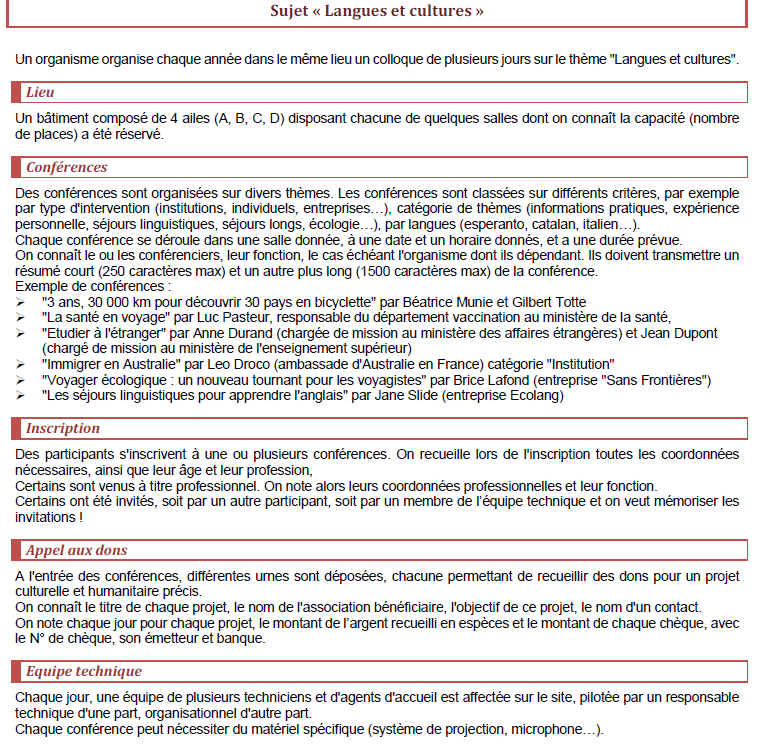 Sujet « Langues et cultures »
Un organisme organise chaque année dans le même lieu un colloque de plusieurs jours sur le thème "Langues et cultures".
Lieu
Un bâtiment composé de 4 ailes (A, B, C, D) disposant chacune de quelques salles dont on connaît la capacité (nombre
de places) a été réservé.
Conférences
Des conférences sont organisées sur divers thèmes. Les conférences sont classées sur différents critères, par exemple
par type d'intervention (institutions, individuels, entreprises…), catégorie de thèmes (informations pratiques, expérience
personnelle, séjours linguistiques, séjours longs, écologie…), par langues (esperanto, catalan, italien…).
Chaque conférence se déroule dans une salle donnée, à une date et un horaire donnés, et a une durée prévue.
On connaît le ou les conférenciers, leur fonction, le cas échéant l'organisme dont ils dépendant. Ils doivent transmettre un
résumé court (250 caractères max) et un autre plus long (1500 caractères max) de la conférence.
Exemple de conférences :
➢ "3 ans, 30 000 km pour découvrir 30 pays en bicyclette" par Béatrice Munie et Gilbert Totte
➢ "La santé en voyage" par Luc Pasteur, responsable du département vaccination au ministère de la santé,
➢ "Etudier à l'étranger" par Anne Durand (chargée de mission au ministère des affaires étrangères) et Jean Dupont
(chargé de mission au ministère de l'enseignement supérieur)
➢ "Immigrer en Australie" par Leo Droco (ambassade d'Australie en France) catégorie "Institution"
➢ "Voyager écologique : un nouveau tournant pour les voyagistes" par Brice Lafond (entreprise "Sans Frontières")
➢ "Les séjours linguistiques pour apprendre l'anglais" par Jane Slide (entreprise Ecolang)
Inscription
Des participants s'inscrivent à une ou plusieurs conférences. On recueille lors de l'inscription toutes les coordonnées
nécessaires, ainsi que leur âge et leur profession,
Certains sont venus à titre professionnel. On note alors leurs coordonnées professionnelles et leur fonction.
Certains ont été invités, soit par un autre participant, soit par un membre de l'équipe technique et on veut mémoriser les
invitations !
Appel aux dons
A l'entrée des conférences, différentes urnes sont déposées, chacune permettant de recueillir des dons pour un projet
culturelle et humanitaire précis.
On connaît le titre de chaque projet, le nom de l'association bénéficiaire, l'objectif de ce projet, le nom d'un contact.
On note chaque jour pour chaque projet, le montant de l'argent recueilli en espèces et le montant de chaque chèque, avec
le N° de chèque, son émetteur et banque.
Equipe technique
Chaque jour, une équipe de plusieurs techniciens et d'agents d'accueil est affectée sur le site, pilotée par un responsable
technique d'une part, organisationnel d'autre part.
Chaque conférence peut nécessiter du matériel spécifique (système de projection, microphone…).